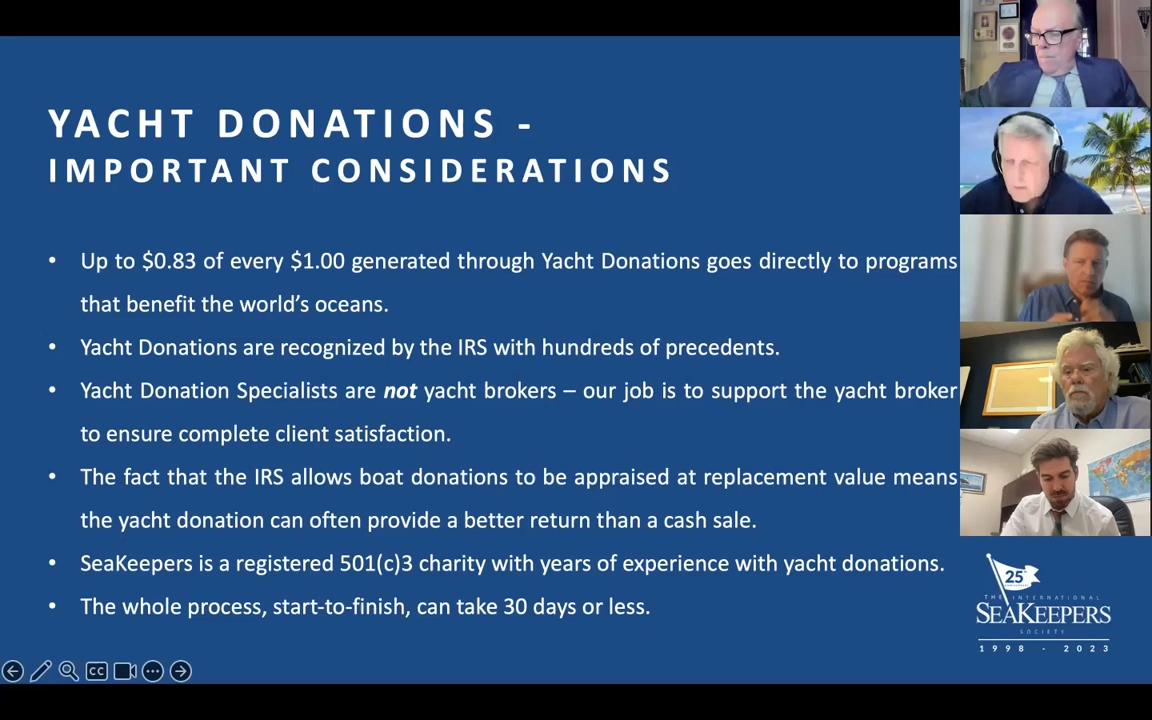 YACHT DONATIONS -
IMPORTANT CONSIDERATIONS
• Up to $0.83 of every $1.00 generated through Yacht Donations goes directly to programs
that benefit the world’s oceans.
• Yacht Donations are recognized by the IRS with hundreds of precedents.
• Yacht Donation Specialists are not yacht brokers – our job is to support the yacht broker
to ensure complete client satisfaction.
• The fact that the IRS allows boat donations to be appraised at replacement value means
the yacht donation can often provide a better return than a cash sale.
• SeaKeepers is a registered 501(c)3 charity with years of experience with yacht donations.
• The whole process, start-to-finish, can take 30 days or less.
25th
THE INTERNATIONAL
SEAKEEPERS
SOCIETY
1998 - 2023
CC